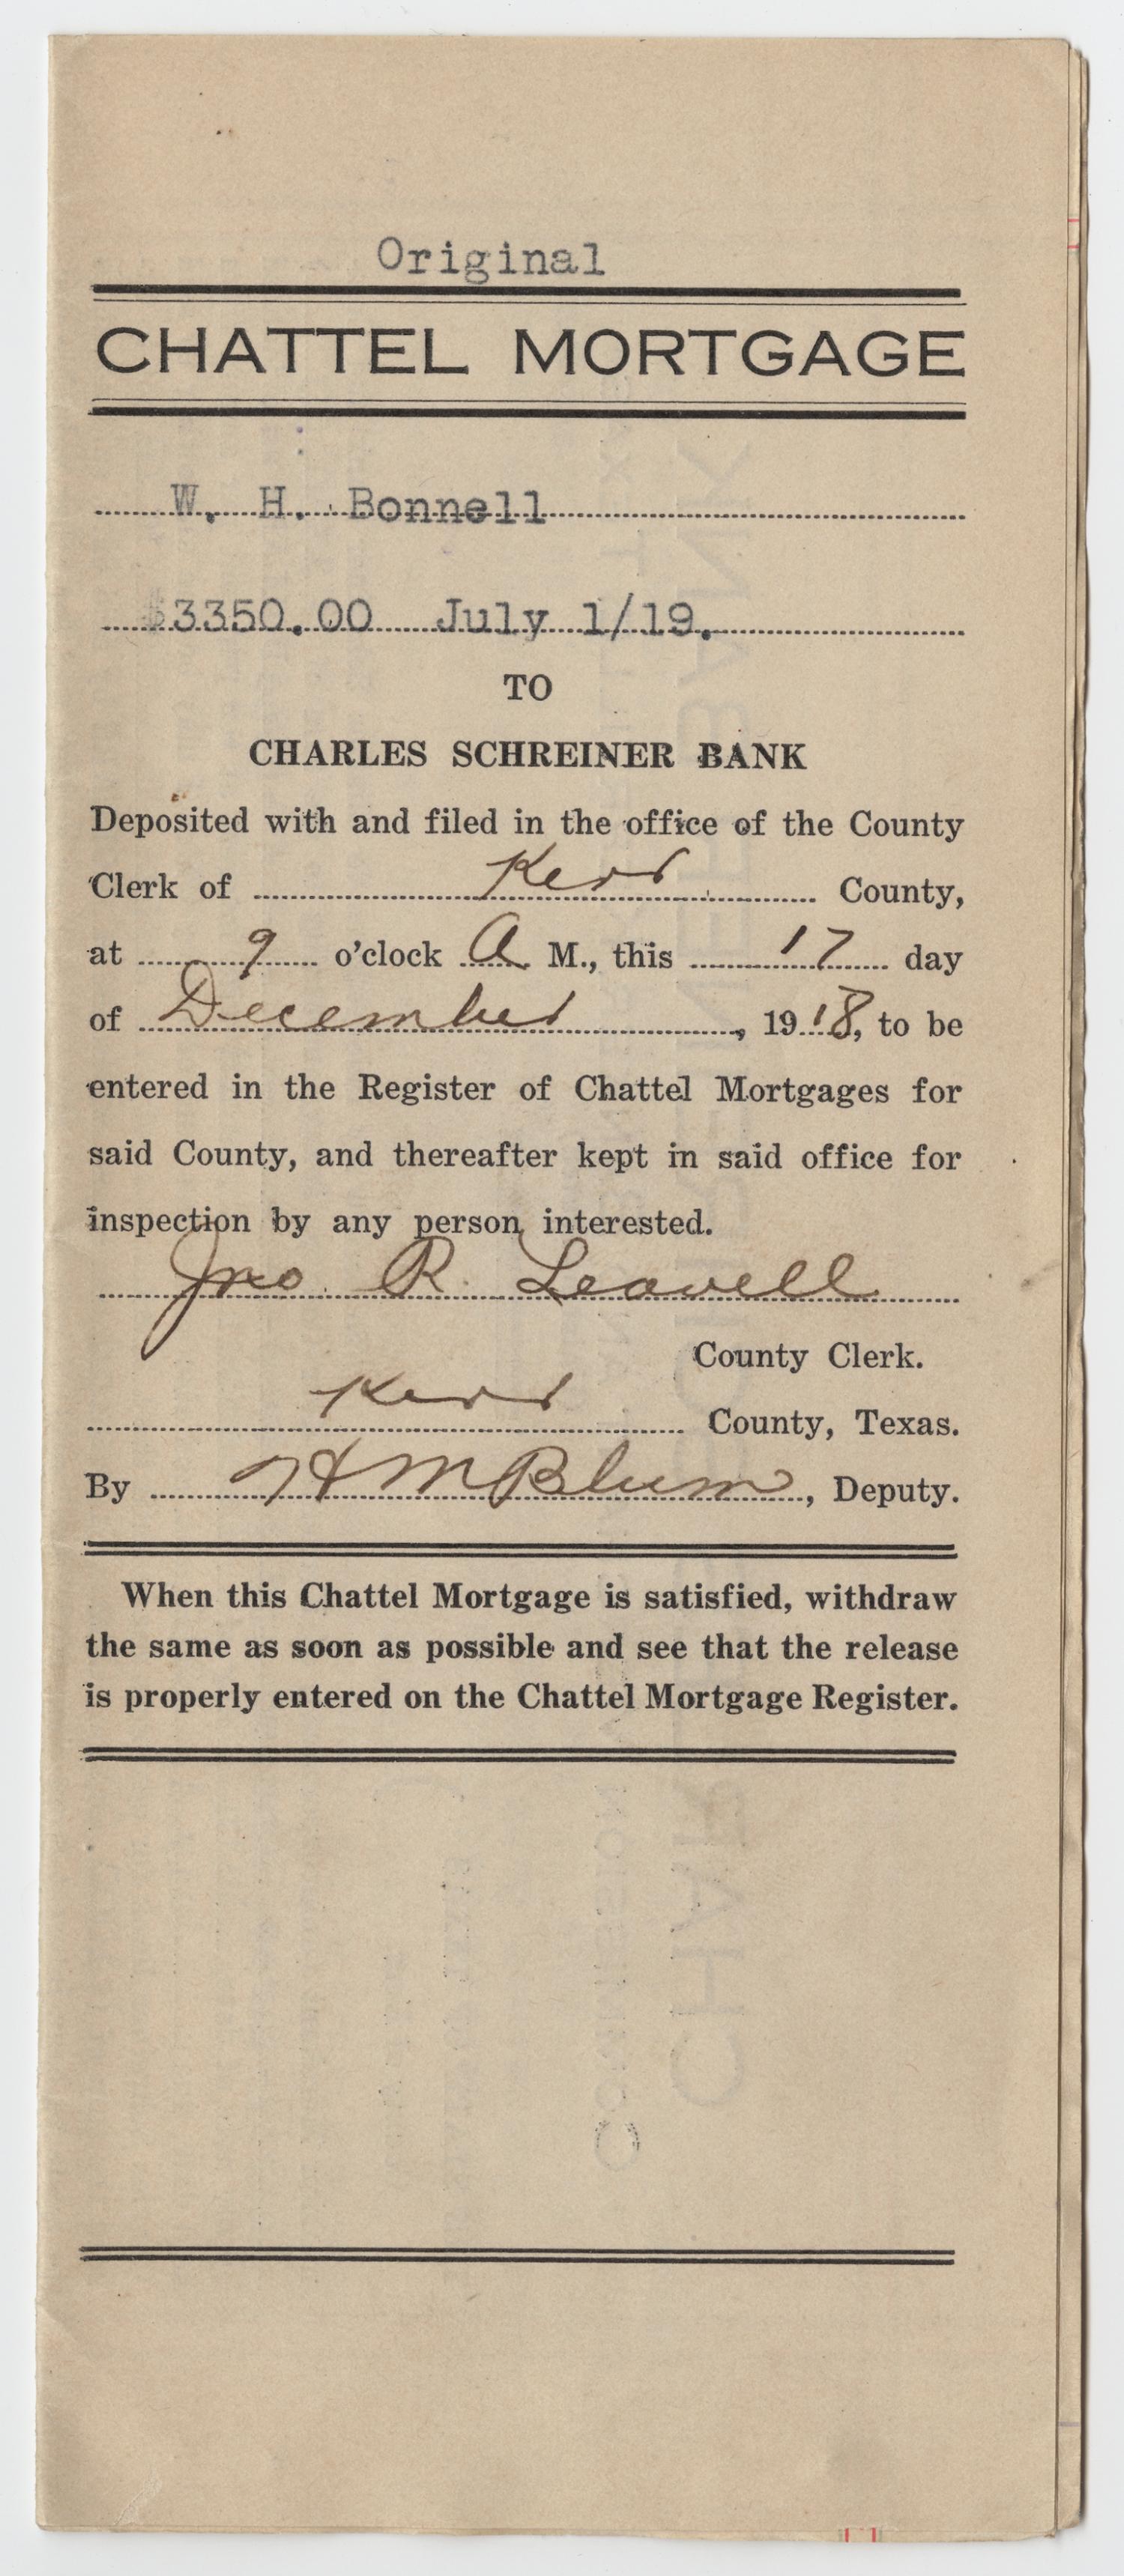 Original
CHATTEL MORTGAGE
W. H. Bonnell
$3350.00 July 1/19.
TO
CHARLES SCHREINER BANK
Deposited with and filed in the office of the County
Clerk of Kerr County,
at 9 o'clock A M., this 17 day
of December, 1918, to be
entered in the Register of Chattel Mortgages for
said County, and thereafter kept in said office for
inspection by any person interested.
Jno. R. Leavell
County Clerk.
Kerr County, Texas.
By H M Blum, Deputy.
When this Chattel Mortgage is satisfied, withdraw
the same as soon as possible and see that the release
is properly entered on the Chattel Mortgage Register.